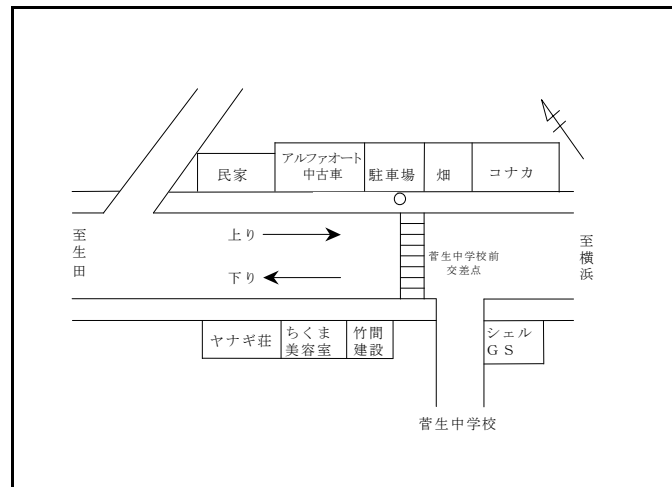 アルファオート
中古車
民家
駐車場
畑
コナカ
至生田
上り
下り
菅生中学校前
交差点
至横浜
ヤナギ荘
ちくま
美容室
竹間
建設
シェル
GS
菅生中学校